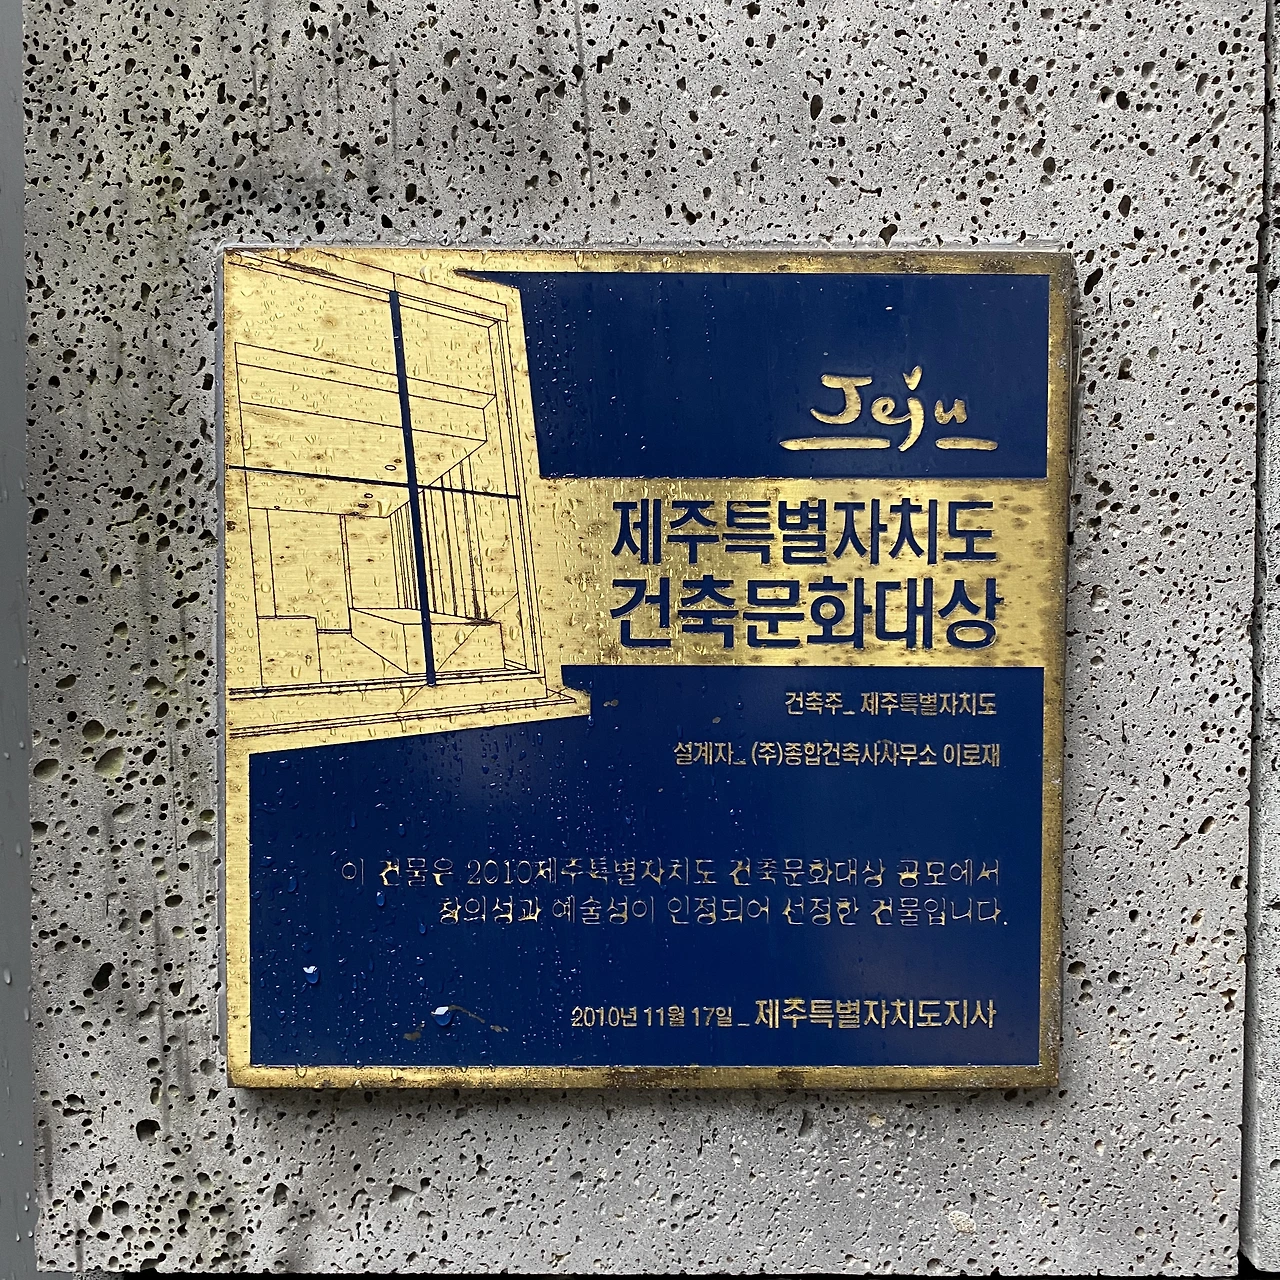 Jeju
제주특별자치도
건축문화대상
건축주_ 제주특별자치도
설계자_ (주)종합건축사사무소 이로재
이 건물은 2010제주특별자치도 건축문화대상 공모에서
창의성과 예술성이 인정되어 선정한 건물입니다.
2010년 11월 17일 _ 제주특별자치도지사